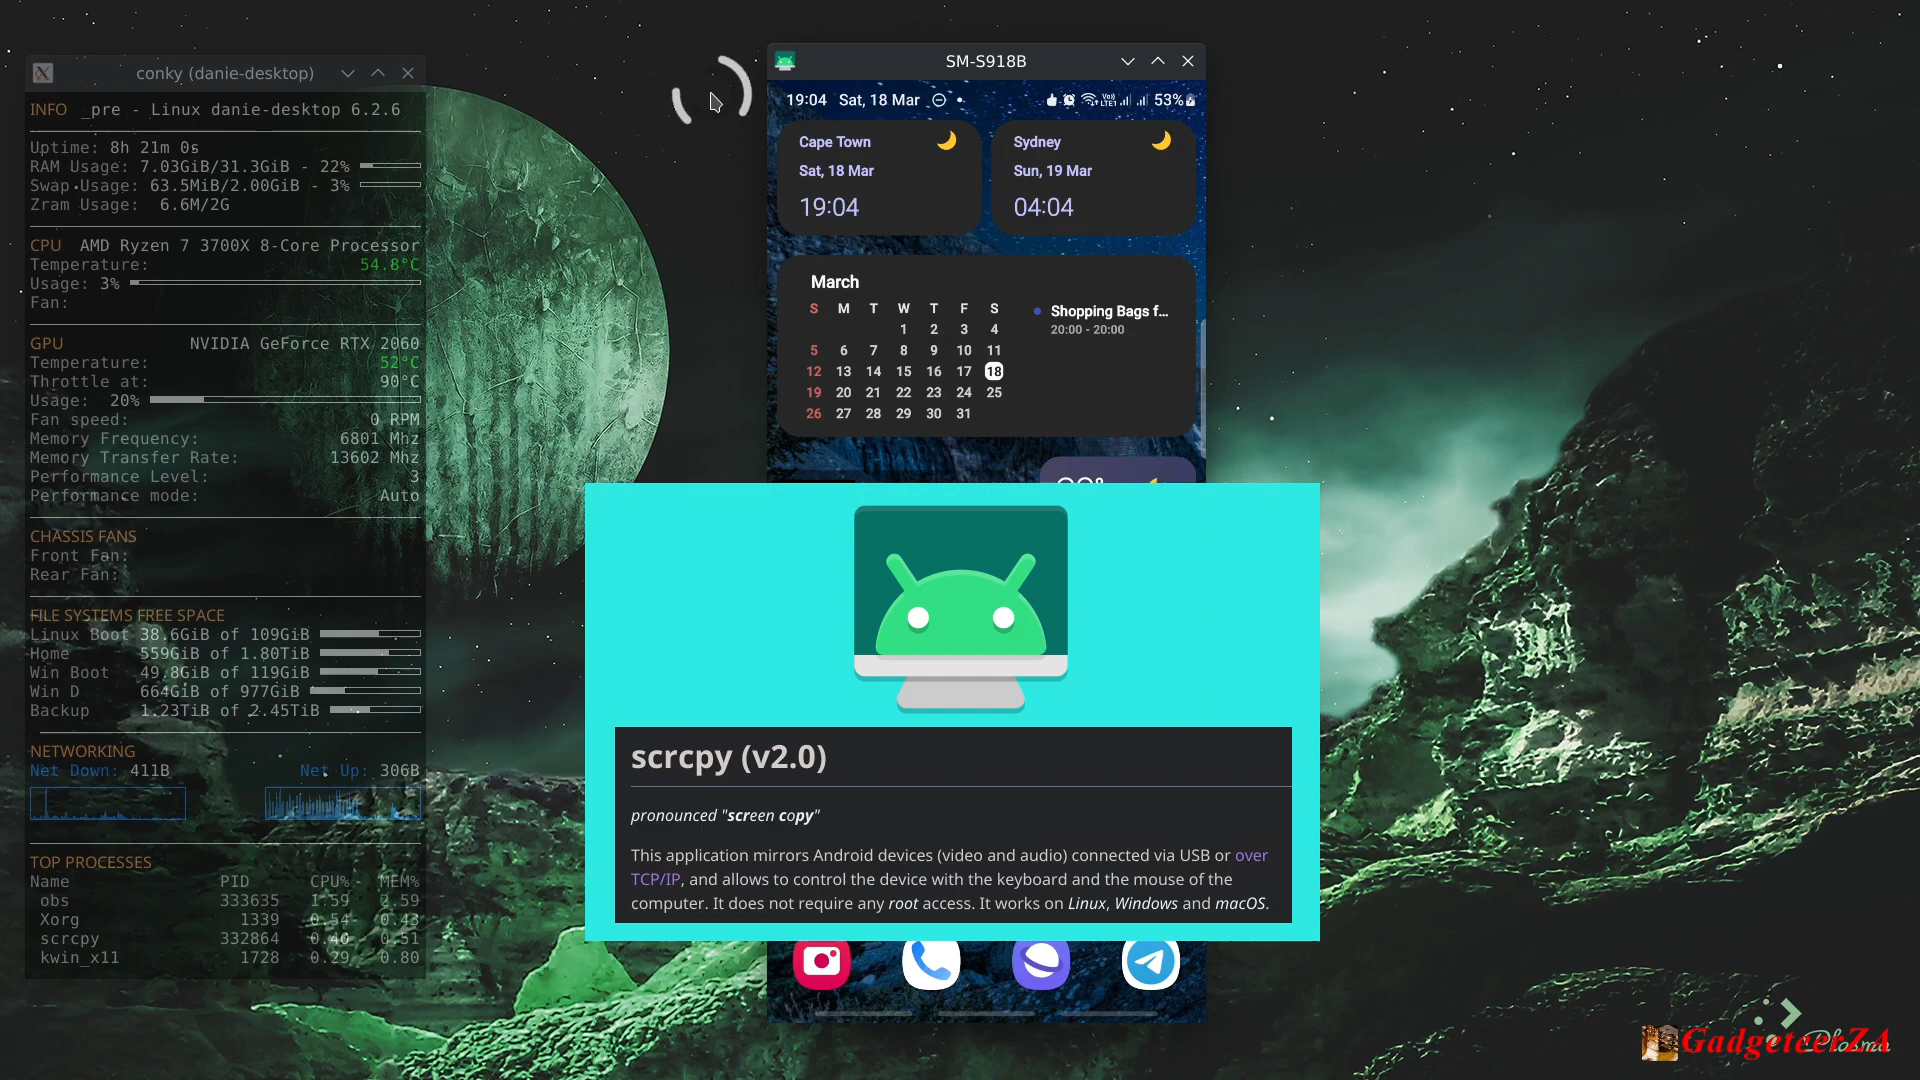 conky (danie-desktop)
INFO _pre - Linux danie-desktop 6.2.6
Uptime: 8h 21m 0s
RAM Usage: 7.03GiB/31.3GiB - 22%
Swap Usage: 63.5MiB/2.00GiB - 3%
Zram Usage: 6.6M/2G
CPU AMD Ryzen 7 3700X 8-Core Processor
Temperature: 54.8°C
Usage: 3%
Fan:
GPU NVIDIA GeForce RTX 2060
Temperature: 52°C
Throttle at: 90°C
Usage: 20%
Fan speed: 0 RPM
Memory Frequency: 6801 Mhz
Memory Transfer Rate: 13602 Mhz
Performance Level: 3
Performance mode: Auto
CHASSIS FANS
Front Fan:
Rear Fan:
FILE SYSTEMS FREE SPACE
Linux Boot 38.6GiB of 109GiB
Home 559GiB of 1.80TiB
Win Boot 49.8GiB of 119GiB
Win D 664GiB of 977GiB
Backup 1.23TiB of 2.45TiB
NETWORKING
Net Down: 411B Net Up: 306B
TOP PROCESSES
Name PID CPU% MEM%
obs 333635 1.59 2.59
Xorg 1339 0.54 0.43
scrcpy 332864 0.40 0.51
kwin_x11 1728 0.29 0.80
SM-S918B
19:04 Sat, 18 Mar 53%
Cape Town
Sat, 18 Mar
19:04
Sydney
Sun, 19 Mar
04:04
March
S M T W T F S
1 2 3 4
5 6 7 8 9 10 11
12 13 14 15 16 17 18
19 20 21 22 23 24 25
26 27 28 29 30 31
Shopping Bags f...
20:00 - 20:00
scrcpy (v2.0)
pronounced "screen copy"
This application mirrors Android devices (video and audio) connected via USB or over
TCP/IP, and allows to control the device with the keyboard and the mouse of the
computer. It does not require any root access. It works on Linux, Windows and macOS.
GadgeteerZA
Plasma